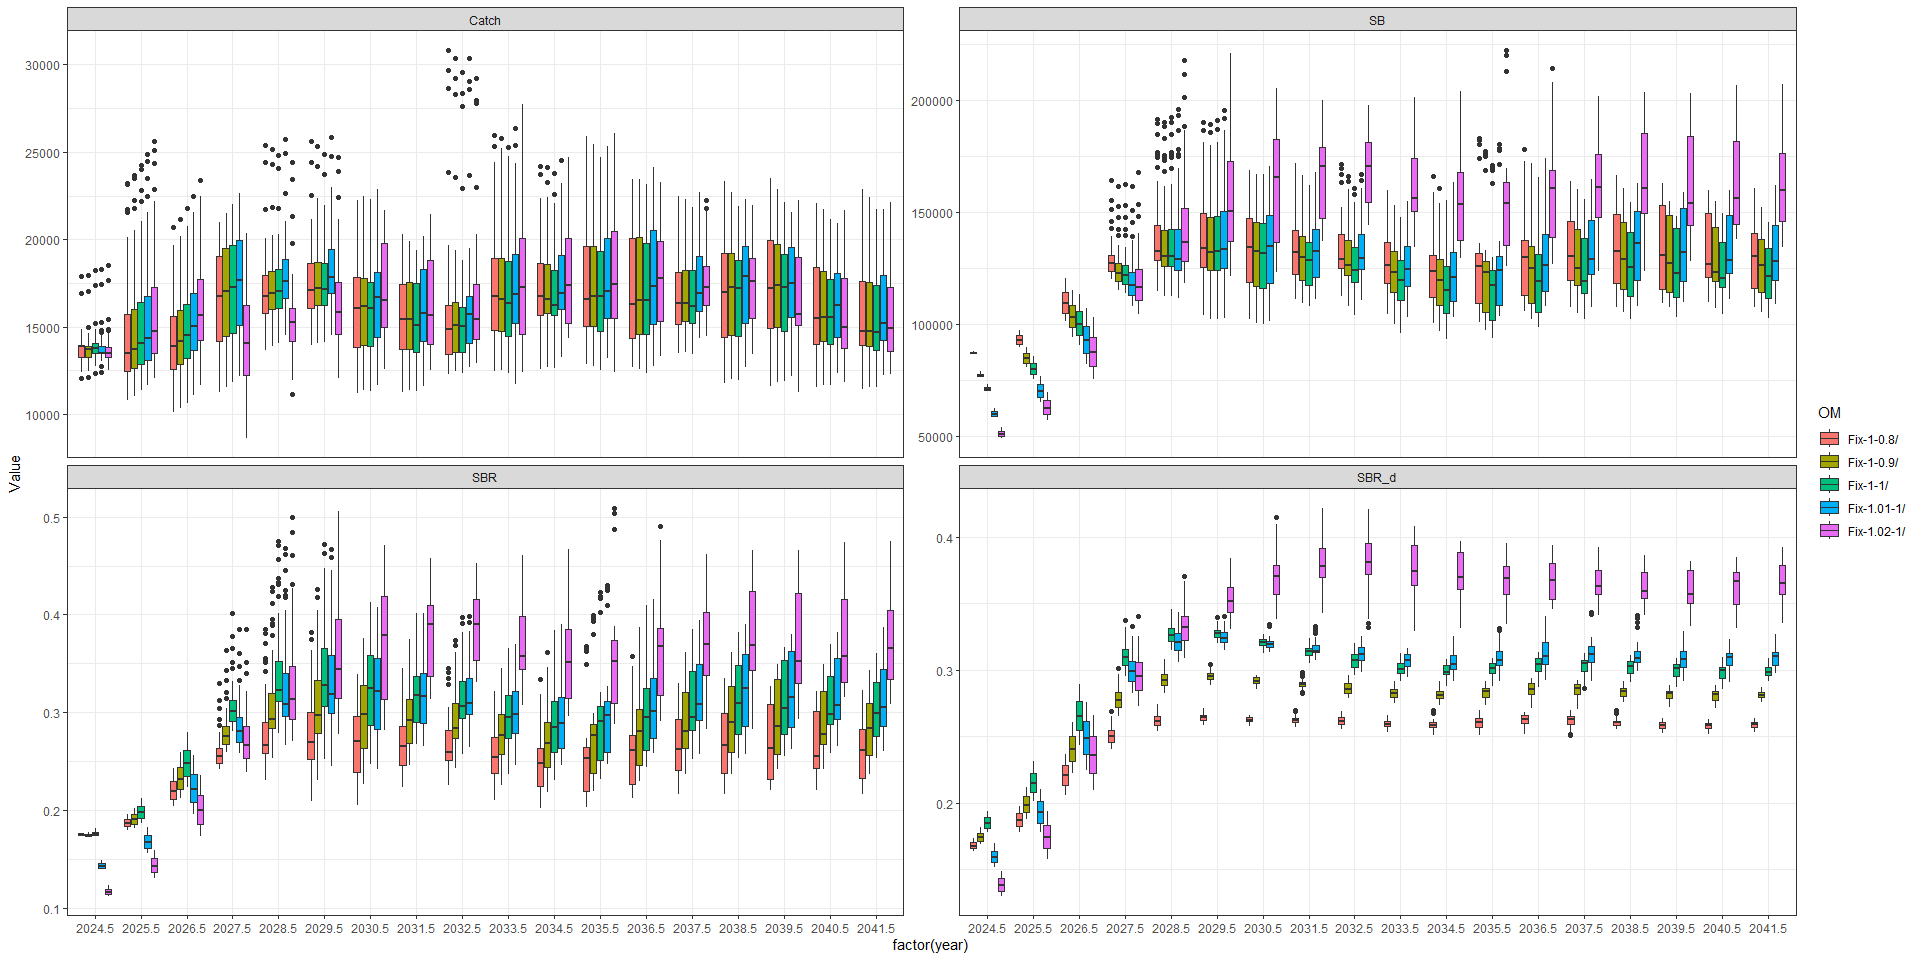 Catch
SB
30000
25000
20000
15000
10000
200000
150000
100000
50000
SBR
SBR_d
0.5
0.4
0.3
0.2
0.1
0.4
0.3
0.2
Value
2024.5 2025.5 2026.5 2027.5 2028.5 2029.5 2030.5 2031.5 2032.5 2033.5 2034.5 2035.5 2036.5 2037.5 2038.5 2039.5 2040.5 2041.5
2024.5 2025.5 2026.5 2027.5 2028.5 2029.5 2030.5 2031.5 2032.5 2033.5 2034.5 2035.5 2036.5 2037.5 2038.5 2039.5 2040.5 2041.5
factor(year)
OM
Fix-1-0.8/
Fix-1-0.9/
Fix-1-1/
Fix-1.01-1/
Fix-1.02-1/